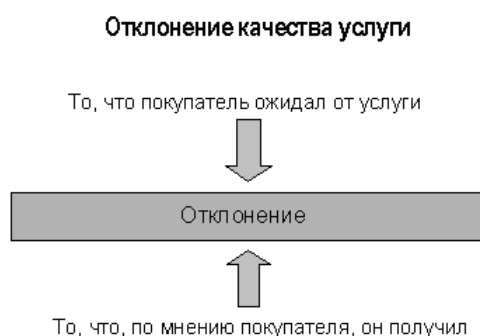 Отклонение качества услуги
То, что покупатель ожидал от услуги
Отклонение
То, что, по мнению покупателя, он получил